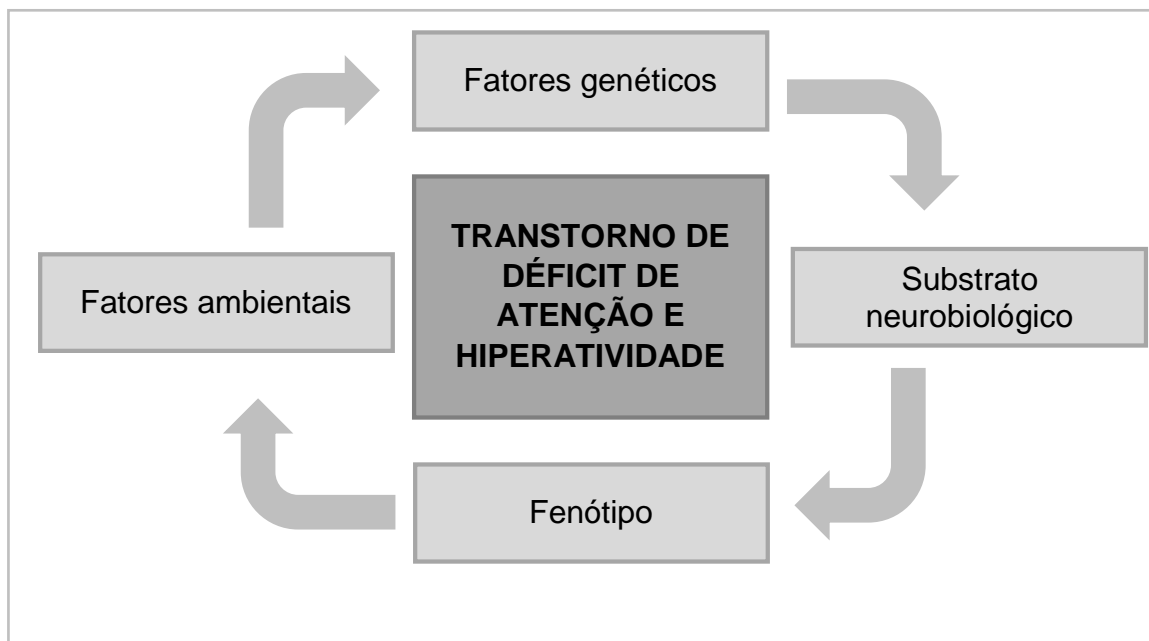 Fatores genéticos
TRANSTORNO DE
DÉFICIT DE
ATENÇÃO E
HIPERATIVIDADE
Fatores ambientais
Substrato
neurobiológico
Fenótipo